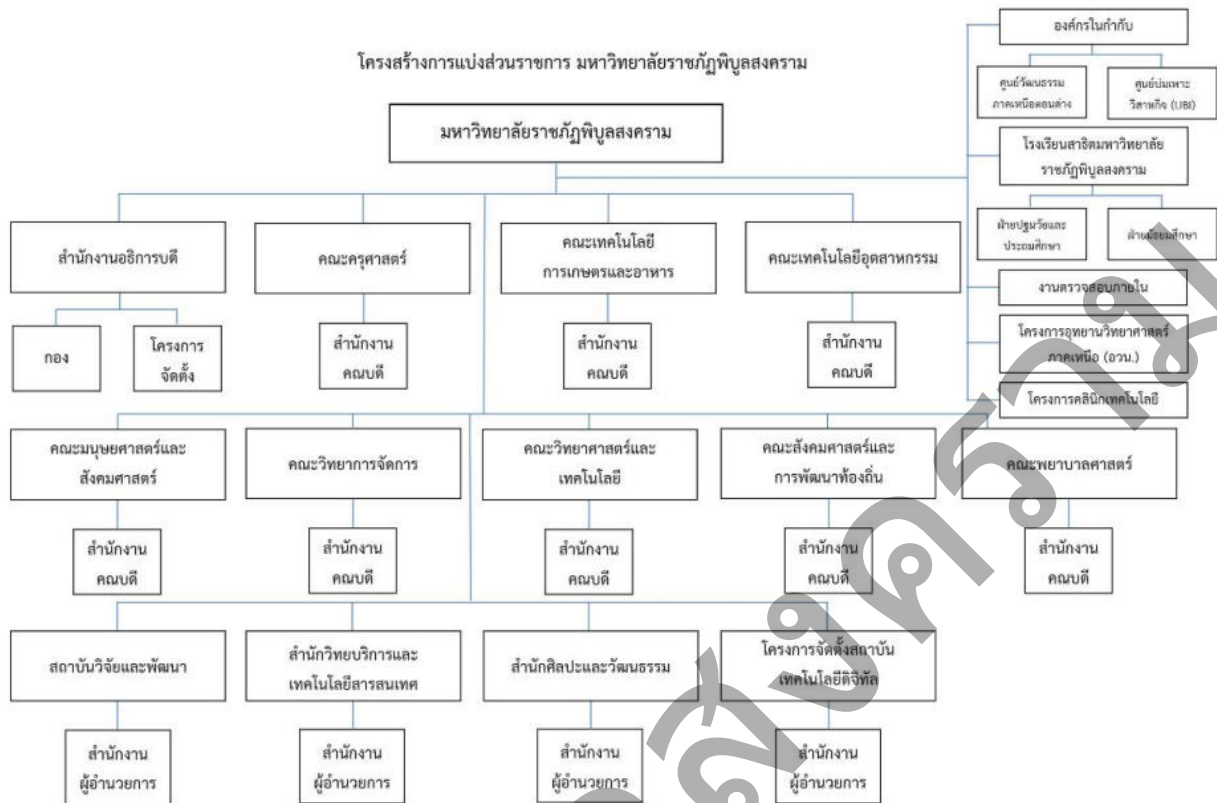 โครงสร้างการแบ่งส่วนราชการ มหาวิทยาลัยราชภัฏพิบูลสงคราม
มหาวิทยาลัยราชภัฏพิบูลสงคราม
องค์กรในกำกับ
ศูนย์วัฒนธรรม
ภาคเหนือตอนล่าง
ศูนย์บ่มเพาะ
วิสาหกิจ (UBI)
โรงเรียนสาธิตมหาวิทยาลัย
ราชภัฏพิบูลสงคราม
ฝ่ายปฐมวัยและ
ประถมศึกษา
ฝ่ายมัธยมศึกษา
งานตรวจสอบภายใน
โครงการอุทยานวิทยาศาสตร์
ภาคเหนือ (อวน.)
โครงการคลินิกเทคโนโลยี
สำนักงานอธิการบดี
คณะครุศาสตร์
คณะเทคโนโลยี
การเกษตรและอาหาร
คณะเทคโนโลยีอุตสาหกรรม
กอง
โครงการ
จัดตั้ง
สำนักงาน
คณบดี
สำนักงาน
คณบดี
สำนักงาน
คณบดี
คณะมนุษยศาสตร์และ
สังคมศาสตร์
คณะวิทยาการจัดการ
คณะวิทยาศาสตร์และ
เทคโนโลยี
คณะสังคมศาสตร์และ
การพัฒนาท้องถิ่น
คณะพยาบาลศาสตร์
สำนักงาน
คณบดี
สำนักงาน
คณบดี
สำนักงาน
คณบดี
สำนักงาน
คณบดี
สำนักงาน
คณบดี
สถาบันวิจัยและพัฒนา
สำนักวิทยบริการและ
เทคโนโลยีสารสนเทศ
สำนักศิลปะและวัฒนธรรม
โครงการจัดตั้งสถาบัน
เทคโนโลยีดิจิทัล
สำนักงาน
ผู้อำนวยการ
สำนักงาน
ผู้อำนวยการ
สำนักงาน
ผู้อำนวยการ
สำนักงาน
ผู้อำนวยการ
สงคราม